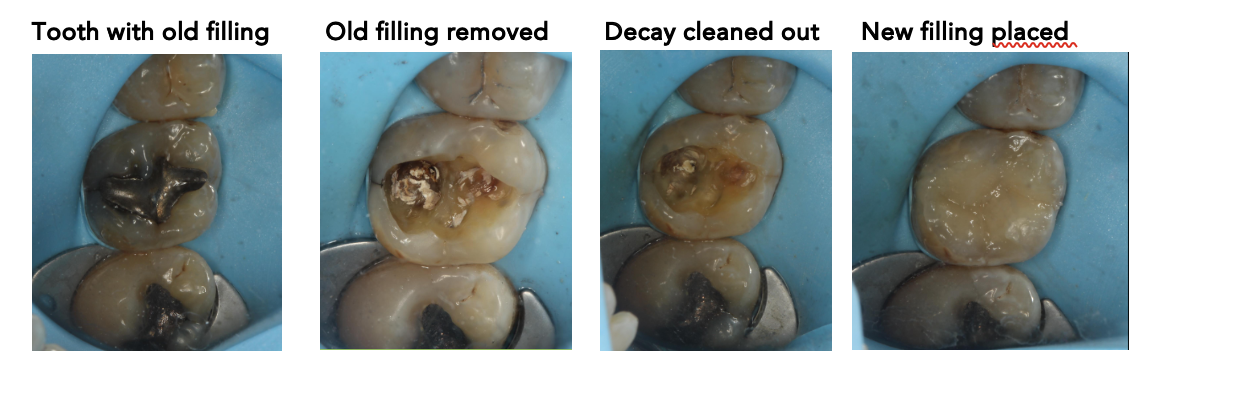 Tooth with old filling
Old filling removed
Decay cleaned out
New filling placed